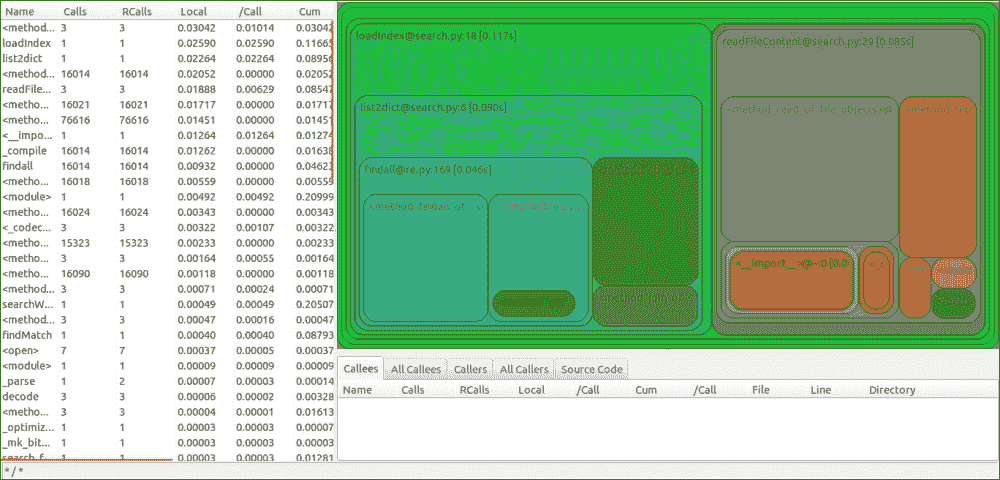 Name Calls RCalls Local /Call Cum
<method... 3 3 0.03042 0.01014 0.03042
loadIndex 1 1 0.02590 0.02590 0.11665
list2dict 1 1 0.02264 0.02264 0.08956
<method... 16014 16014 0.02052 0.00000 0.02052
readFile... 3 3 0.01888 0.00629 0.08547
<metho... 16021 16021 0.01717 0.00000 0.01717
<metho... 76616 76616 0.01451 0.00000 0.01451
<__impo... 1 1 0.01264 0.01264 0.01274
_compile 16014 16014 0.01262 0.00000 0.01638
findall 16014 16014 0.00932 0.00000 0.04623
<metho... 16018 16018 0.00559 0.00000 0.00559
<module> 1 1 0.00492 0.00492 0.20999
<metho... 16024 16024 0.00343 0.00000 0.00343
<_codec... 3 3 0.00322 0.00107 0.00322
<metho... 15323 15323 0.00233 0.00000 0.00233
<metho... 3 3 0.00164 0.00055 0.00164
<metho... 16090 16090 0.00118 0.00000 0.00118
<metho... 3 3 0.00071 0.00024 0.00071
searchW... 1 1 0.00049 0.00049 0.20507
<metho... 3 3 0.00047 0.00016 0.00047
findMatch 1 1 0.00040 0.00040 0.08793
<open> 7 7 0.00037 0.00005 0.00037
<module> 1 1 0.00009 0.00009 0.00009
_parse 1 2 0.00007 0.00003 0.00014
decode 3 3 0.00006 0.00002 0.00328
<metho... 3 3 0.00004 0.00001 0.01613
_optimiz... 1 1 0.00003 0.00003 0.00007
_mk_bit... 1 1 0.00003 0.00003 0.00003
search_f... 1 1 0.00003 0.00003 0.01281
* / *
loadIndex@search.py:18 [0.117s]
list2dict@search.py:6 [0.090s]
findall@re.py:169 [0.046s]
readFileContent@search.py:29 [0.085s]
<__import__>@~:0 [0.0
Callees All Callees Callers All Callers Source Code
Name Calls RCalls Local /Call Cum /Call File Line Directory